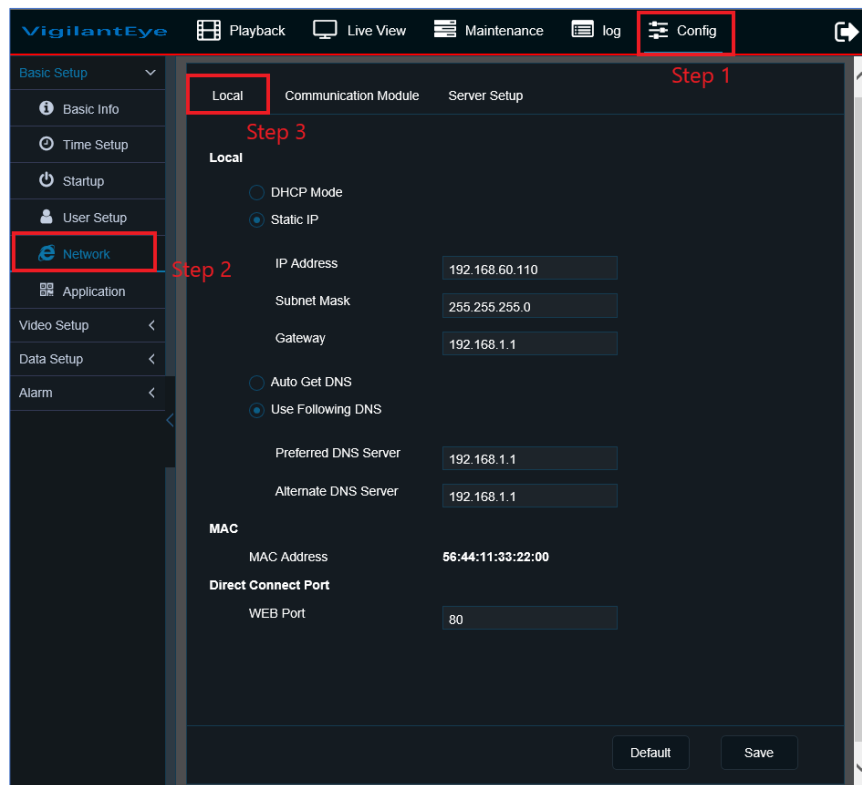 VigilantEye Playback Live View Maintenance log Config
Step 1
Basic Setup
Basic Info
Time Setup
Startup
User Setup
Network
Step 2
Application
Video Setup
Data Setup
Alarm
Local Communication Module Server Setup
Step 3
Local
DHCP Mode
Static IP
IP Address 192.168.60.110
Subnet Mask 255.255.255.0
Gateway 192.168.1.1
Auto Get DNS
Use Following DNS
Preferred DNS Server 192.168.1.1
Alternate DNS Server 192.168.1.1
MAC
MAC Address 56:44:11:33:22:00
Direct Connect Port
WEB Port 80
Default Save